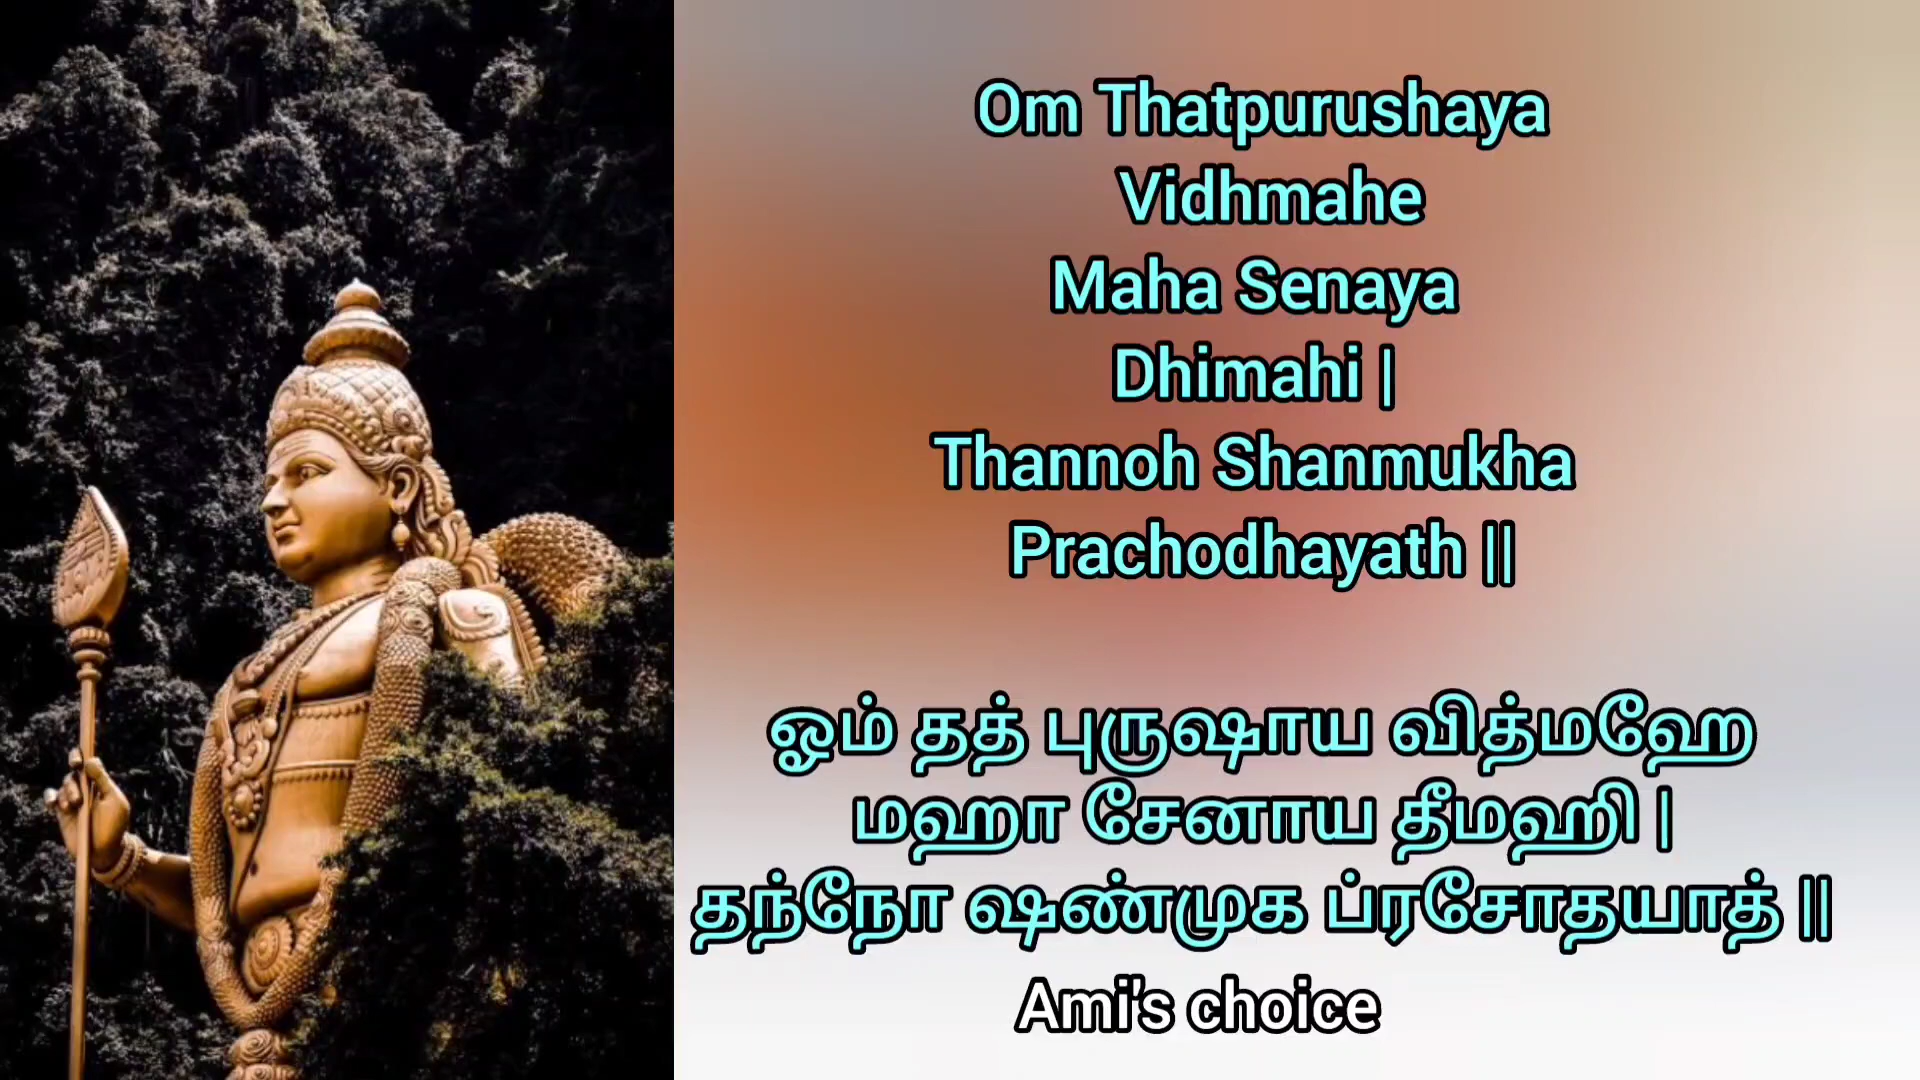 Om Thatpurushaya
Vidhmahe
Maha Senaya
Dhimahi |
Thannoh Shanmukha
Prachodhayath ||
ஓம் தத் புருஷாய வித்மஹே
மஹா சேனாய தீமஹி |
தந்நோ ஷண்முக ப்ரசோதயாத் ||
Ami's choice